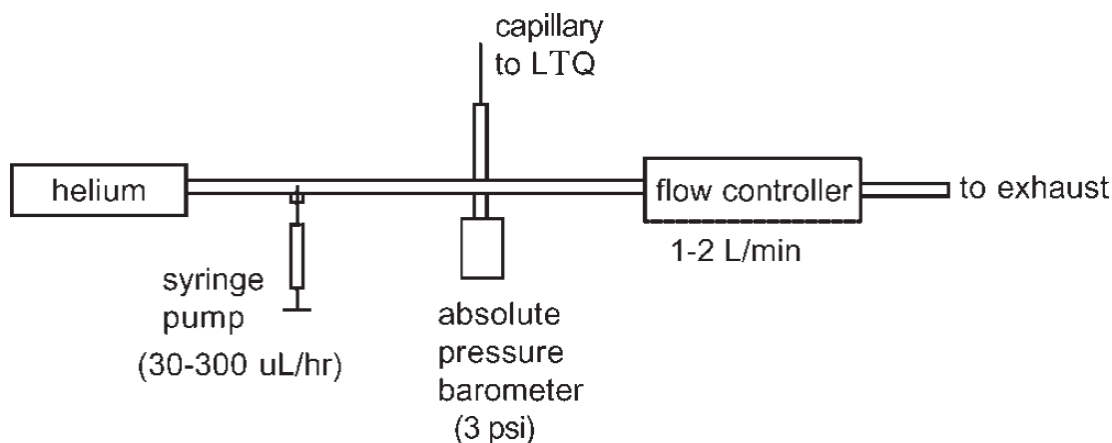 capillary
to LTQ
helium
flow controller
to exhaust
1-2 L/min
syringe
pump
(30-300 uL/hr)
absolute
pressure
barometer
(3 psi)